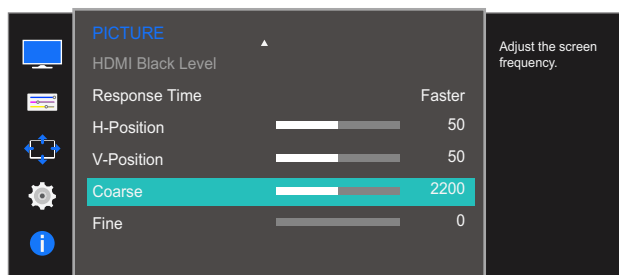 PICTURE
HDMI Black Level
Response Time Faster
H-Position 50
V-Position 50
Coarse 2200
Fine 0
Adjust the screen
frequency.